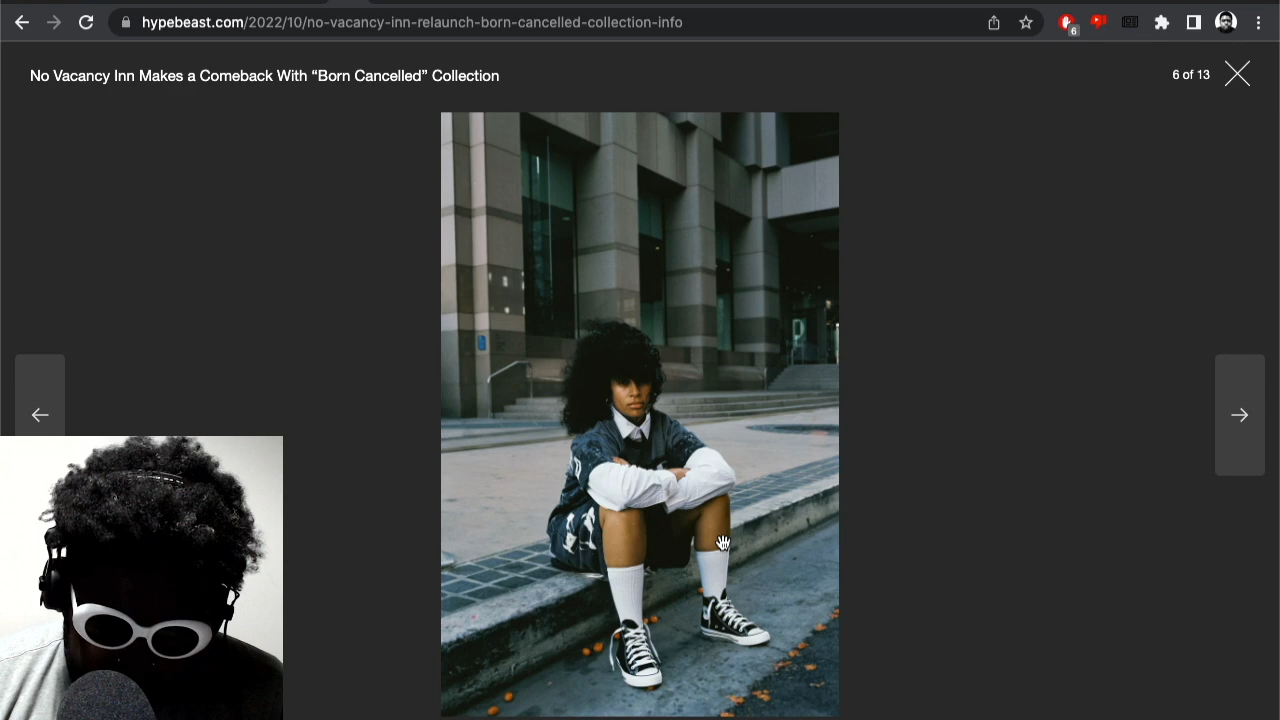 hypebeast.com/2022/10/no-vacancy-inn-relaunch-born-cancelled-collection-info
6
No Vacancy Inn Makes a Comeback With “Born Cancelled” Collection
6 of 13